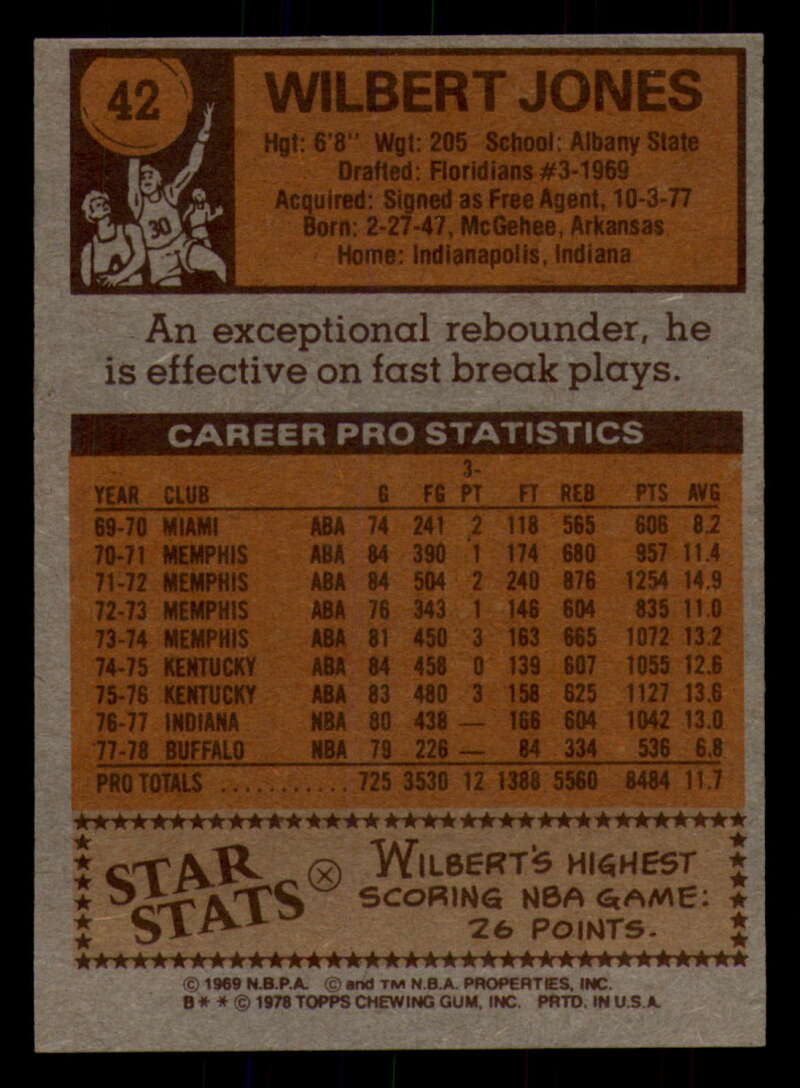 42
WILBERT JONES
Hgt: 6'8" Wgt: 205 School: Albany State
Drafted: Floridians #3-1969
Acquired: Signed as Free Agent, 10-3-77
Born: 2-27-47, McGehee, Arkansas
Home: Indianapolis, Indiana
30
An exceptional rebounder, he
is effective on fast break plays.
CAREER PRO STATISTICS
YEAR CLUB G FG 3-PT FT REB PTS AVG
69-70 MIAMI ABA 74 241 2 118 565 606 8.2
70-71 MEMPHIS ABA 84 390 1 174 680 957 11.4
71-72 MEMPHIS ABA 84 504 2 240 876 1254 14.9
72-73 MEMPHIS ABA 76 343 1 146 604 835 11.0
73-74 MEMPHIS ABA 81 450 3 163 665 1072 13.2
74-75 KENTUCKY ABA 84 458 0 139 607 1055 12.6
75-76 KENTUCKY ABA 83 480 3 158 625 1127 13.6
76-77 INDIANA NBA 80 438 — 166 604 1042 13.0
77-78 BUFFALO NBA 79 226 — 84 334 536 6.8
PRO TOTALS ............ 725 3530 12 1388 5560 8484 11.7
STAR
STATS
WILBERT'S HIGHEST
SCORING NBA GAME:
26 POINTS.
© 1969 N.B.P.A. © and TM N.B.A. PROPERTIES, INC.
B * * © 1978 TOPPS CHEWING GUM, INC. PRTD. IN U.S.A.